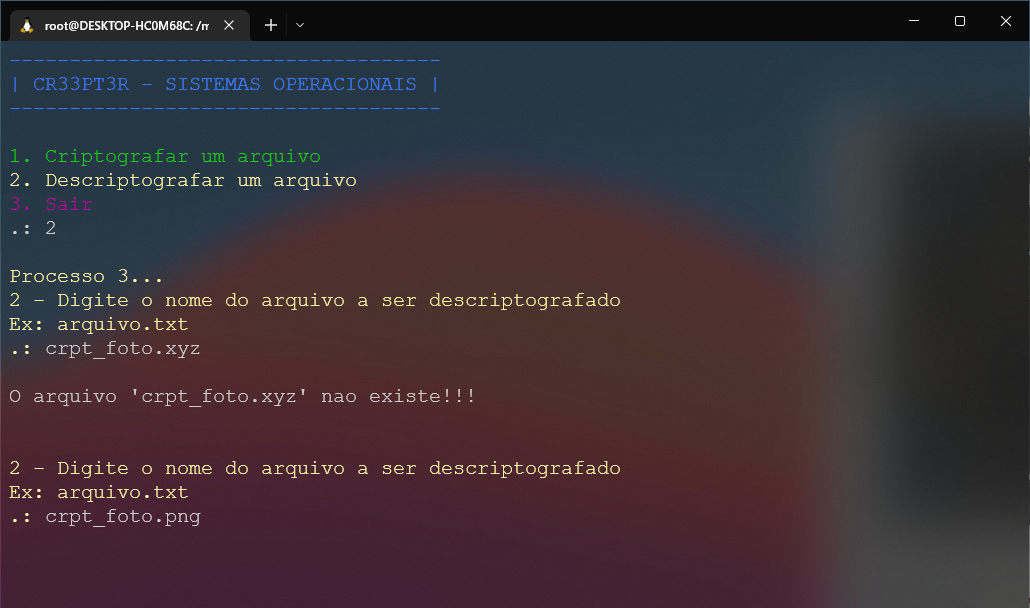 root@DESKTOP-HC0M68C: /m
------------------------------------
| CR33PT3R - SISTEMAS OPERACIONAIS |
------------------------------------
1. Criptografar um arquivo
2. Descriptografar um arquivo
3. Sair
.: 2
Processo 3...
2 - Digite o nome do arquivo a ser descriptografado
Ex: arquivo.txt
.: crpt_foto.xyz
O arquivo 'crpt_foto.xyz' nao existe!!!
2 - Digite o nome do arquivo a ser descriptografado
Ex: arquivo.txt
.: crpt_foto.png